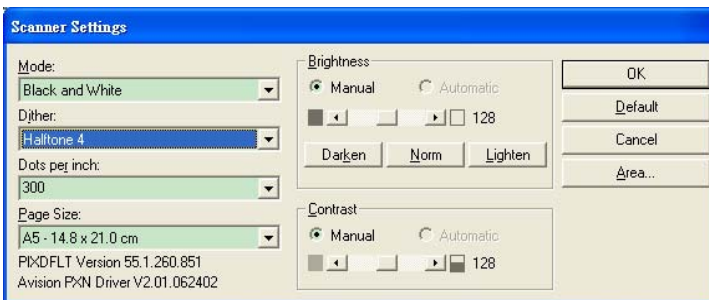 Scanner Settings
Mode:
Black and White
Dither:
Halftone 4
Dots per inch:
300
Page Size:
A5 - 14.8 x 21.0 cm
PIXDFLT Version 55.1.260.851
Avision PXN Driver V2.01.062402
Brightness
Manual Automatic
128
Darken Norm Lighten
Contrast
Manual Automatic
128
OK
Default
Cancel
Area...